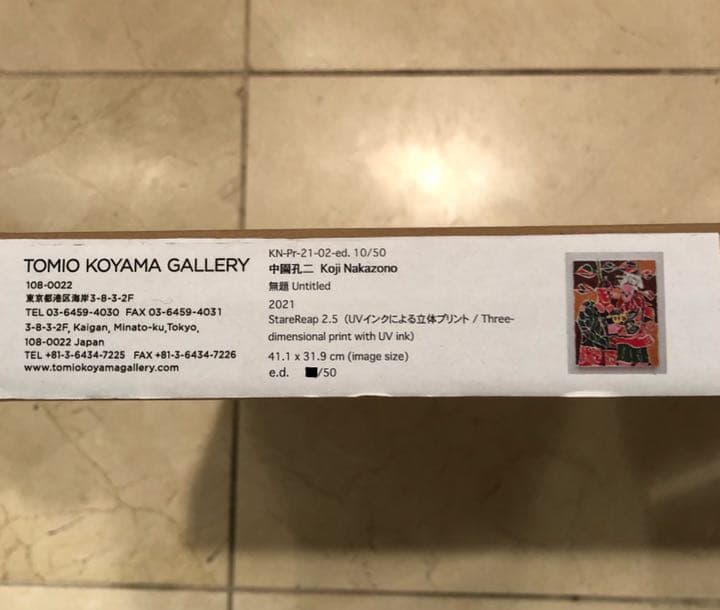 TOMIO KOYAMA GALLERY
108-0022
東京都港区海岸3-8-3-2F
TEL 03-6459-4030 FAX 03-6459-4031
3-8-3-2F, Kaigan, Minato-ku,Tokyo,
108-0022 Japan
TEL +81-3-6434-7225 FAX +81-3-6434-7226
www.tomiokoyamagallery.com
KN-Pr-21-02-ed. 10/50
中園孔二 Koji Nakazono
無題 Untitled
2021
StareReap 2.5（UVインクによる立体プリント / Three-
dimensional print with UV ink)
41.1 x 31.9 cm (image size)
e.d. /50